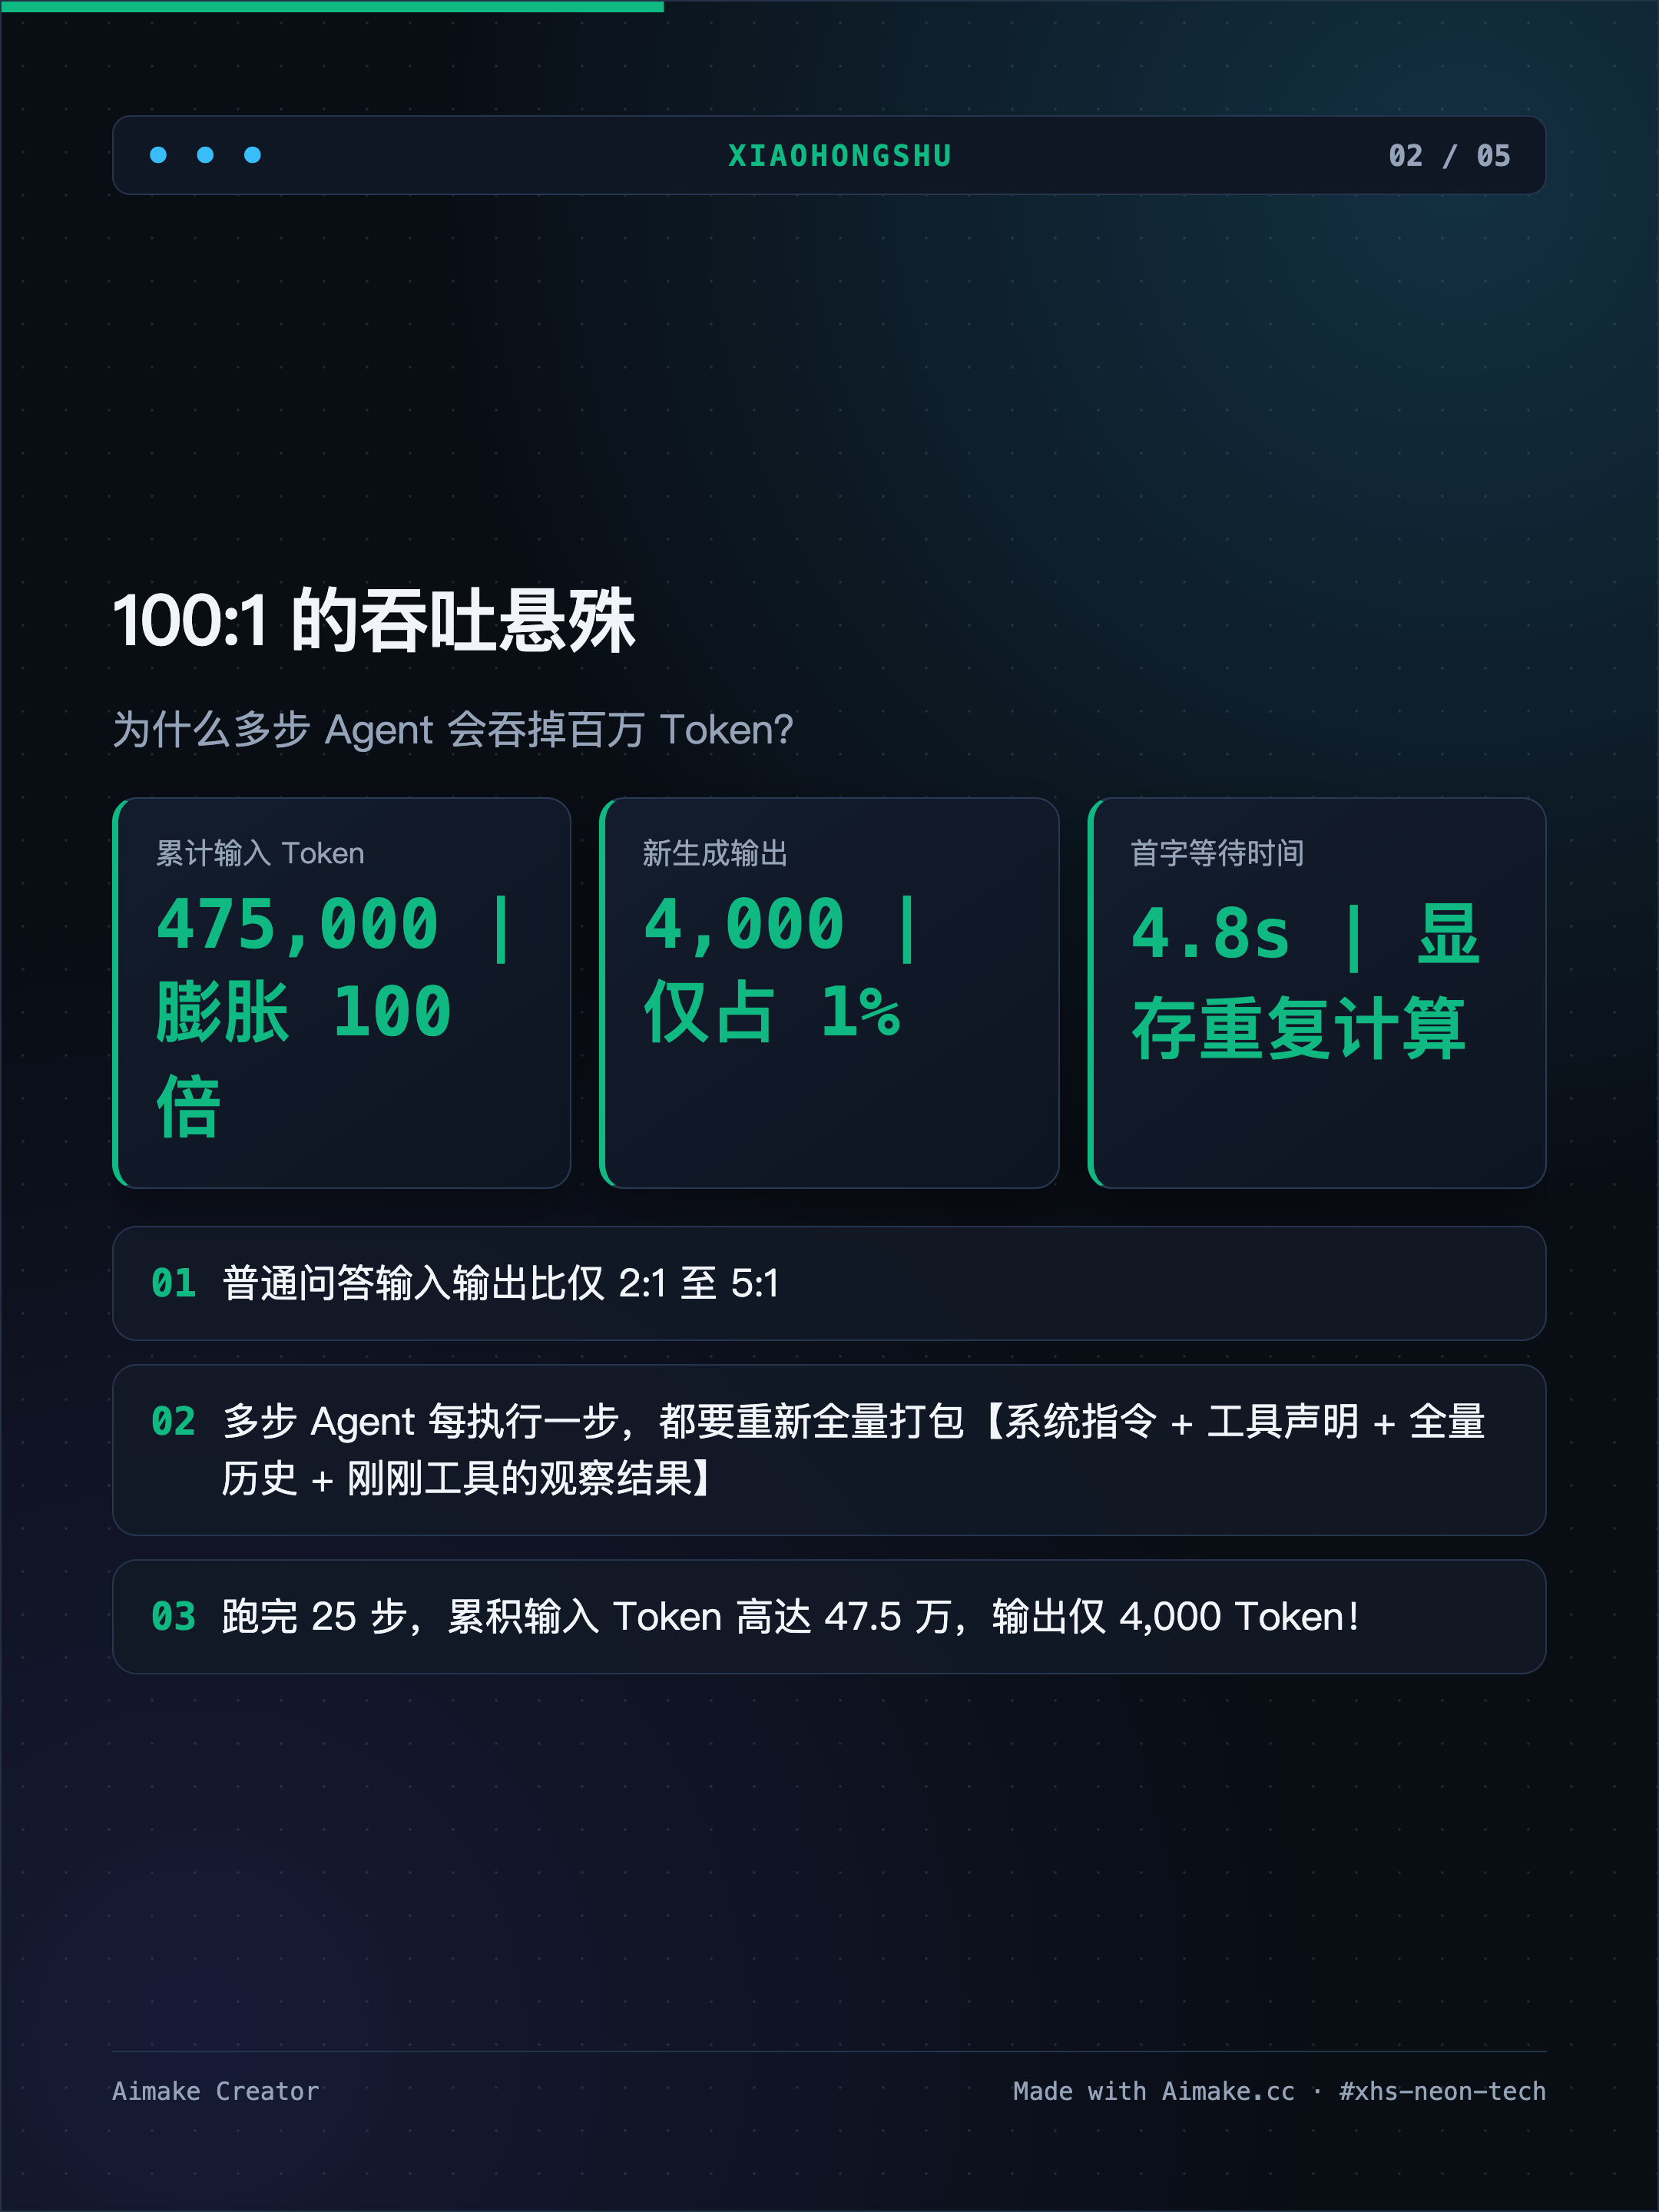 XIAOHONGSHU
02 / 05
100:1 的吞吐悬殊
为什么多步 Agent 会吞掉百万 Token?
累计输入 Token
475,000 |
膨胀 100
倍
新生成输出
4,000 |
仅占 1%
首字等待时间
4.8s | 显
存重复计算
01 普通问答输入输出比仅 2:1 至 5:1
02 多步 Agent 每执行一步，都要重新全量打包【系统指令 + 工具声明 + 全量
历史 + 刚刚工具的观察结果】
03 跑完 25 步，累积输入 Token 高达 47.5 万，输出仅 4,000 Token！
Aimake Creator
Made with Aimake.cc · #xhs-neon-tech